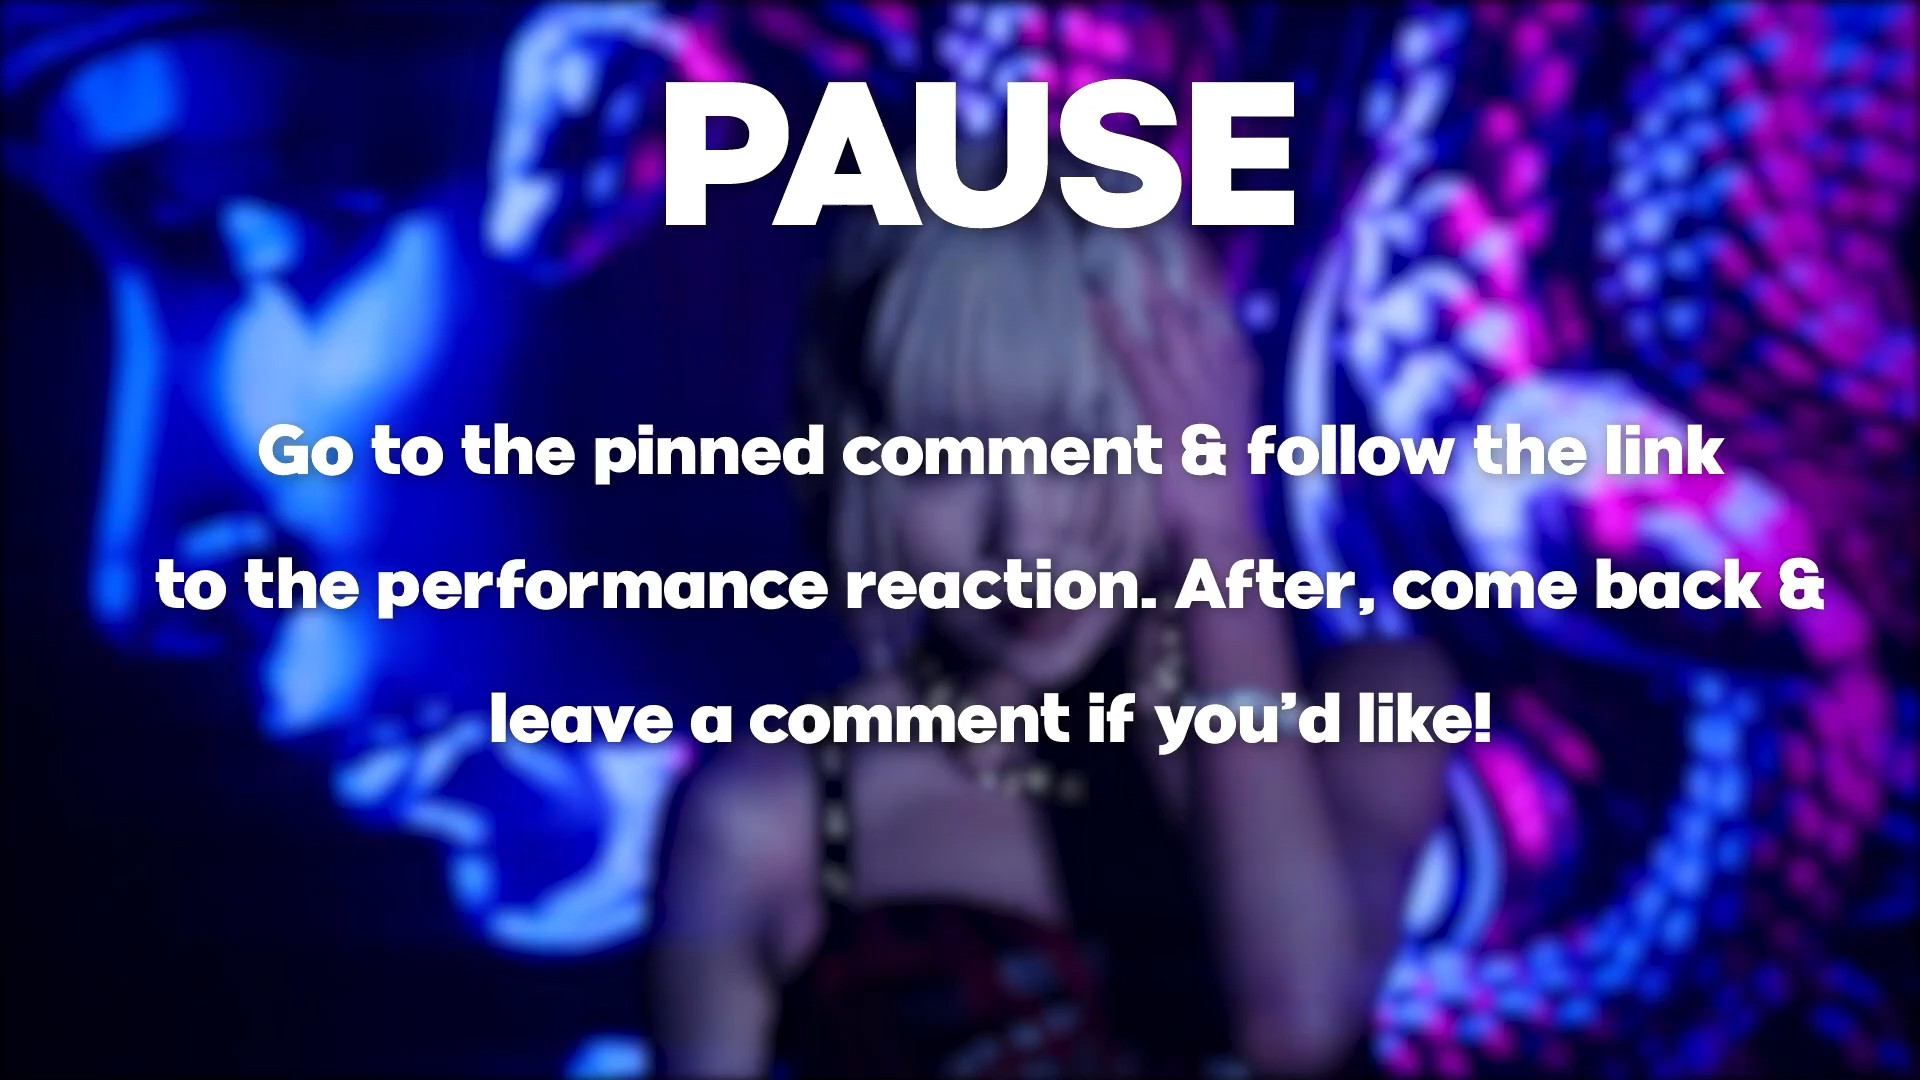 PAUSE
Go to the pinned comment & follow the link
to the performance reaction. After, come back &
leave a comment if you’d like!